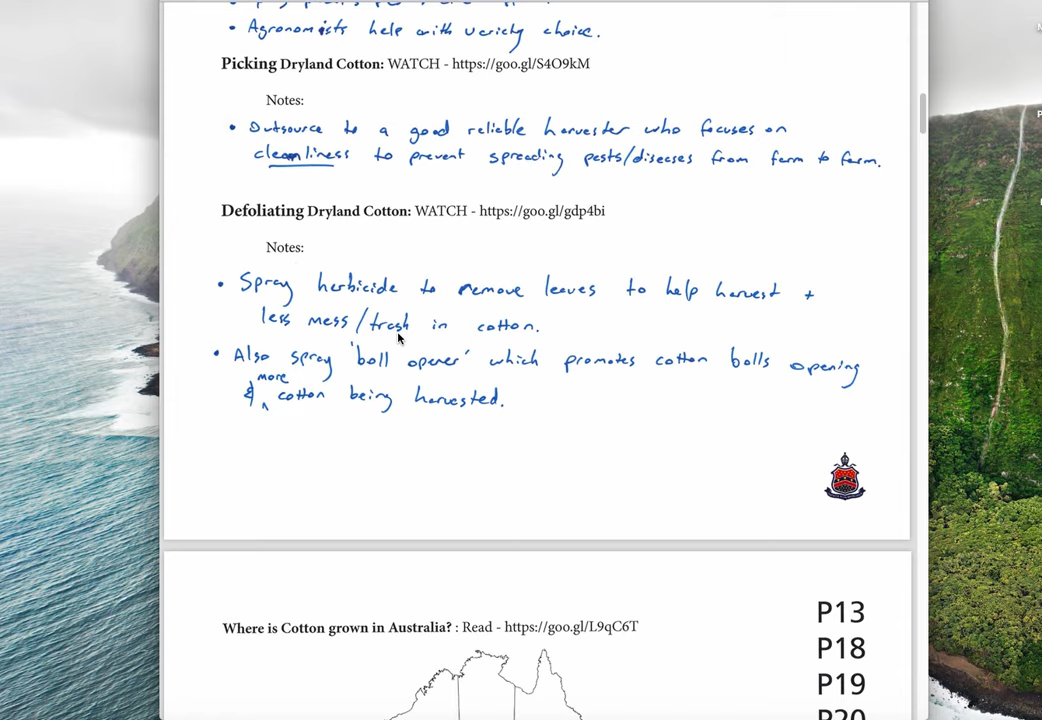 • Agronomists help with variety choice.
Picking Dryland Cotton: WATCH - https://goo.gl/S4O9kM
Notes:
• Outsource to a good reliable harvester who focuses on
cleanliness to prevent spreading pests/diseases from farm to farm.
Defoliating Dryland Cotton: WATCH - https://goo.gl/gdp4bi
Notes:
• Spray herbicide to remove leaves to help harvest +
less mess/trash in cotton.
• Also spray 'boll opener' which promotes cotton bolls opening
& more cotton being harvested.
Where is Cotton grown in Australia? : Read - https://goo.gl/L9qC6T
P13
P18
P19
P20